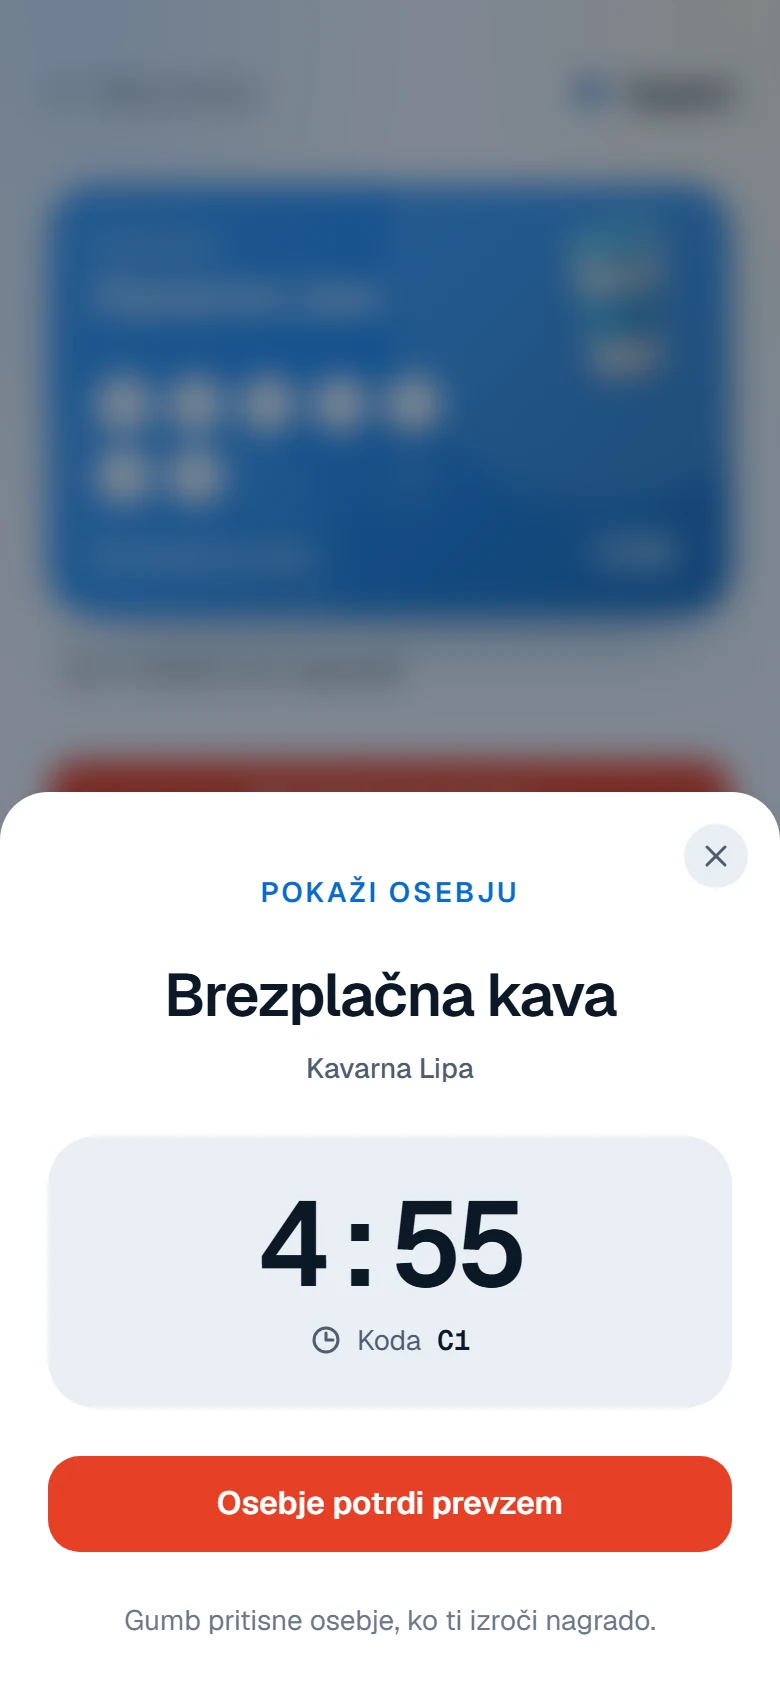 POKAŽI OSEBJU
Brezplačna kava
Kavarna Lipa
4:55
Koda C1
Osebje potrdi prevzem
Gumb pritisne osebje, ko ti izroči nagrado.